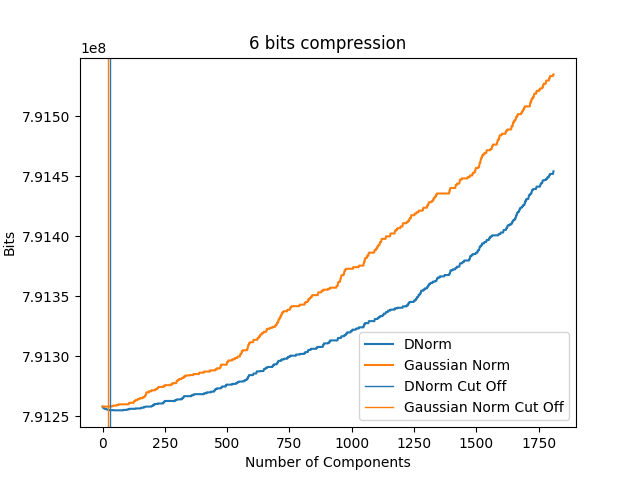 6 bits compression
1e8
7.9150
7.9145
7.9140
7.9135
7.9130
7.9125
Bits
0 250 500 750 1000 1250 1500 1750
Number of Components
DNorm
Gaussian Norm
DNorm Cut Off
Gaussian Norm Cut Off